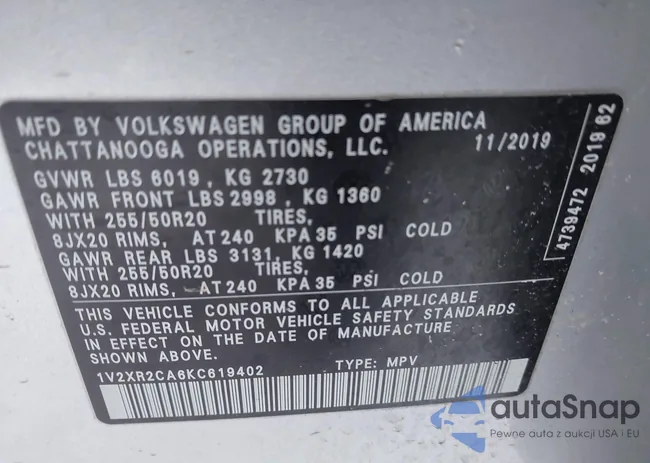 MFD BY VOLKSWAGEN GROUP OF AMERICA
CHATTANOOGA OPERATIONS, LLC. 11/2019
GVWR LBS 6019 , KG 2730
GAWR FRONT LBS 2998 , KG 1360
WITH 255/50R20 TIRES,
8JX20 RIMS, AT 240 KPA 35 PSI COLD
GAWR REAR LBS 3131, KG 1420
WITH 255/50R20 TIRES,
8JX20 RIMS, AT 240 KPA 35 PSI COLD
THIS VEHICLE CONFORMS TO ALL APPLICABLE
U.S. FEDERAL MOTOR VEHICLE SAFETY STANDARDS
IN EFFECT ON THE DATE OF MANUFACTURE
SHOWN ABOVE.
1V2XR2CA6KC619402 TYPE: MPV
4739472 2019 62
autaSnap
Pewne auta z aukcji USA i EU